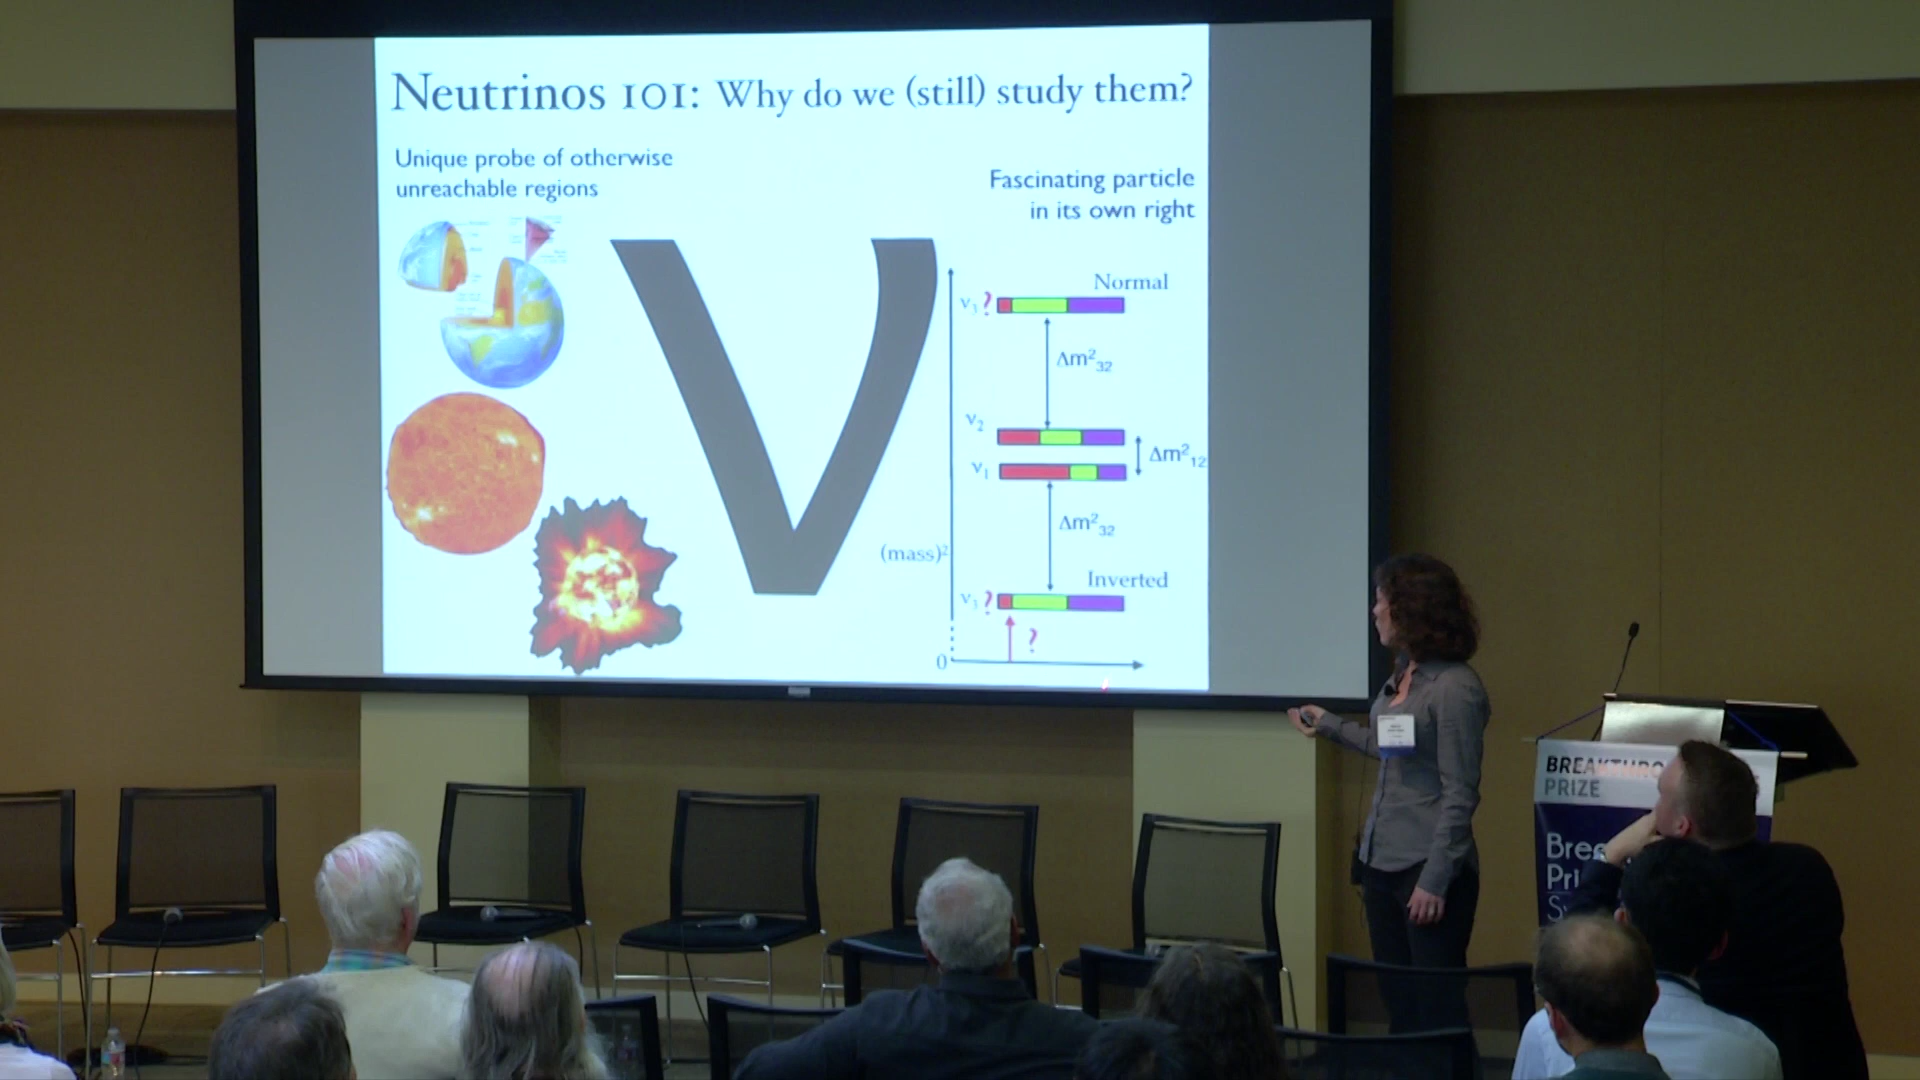 Neutrinos 101: Why do we (still) study them?
Unique probe of otherwise
unreachable regions
Fascinating particle
in its own right
ν
Normal
ν₃ ?
Δm²₃₂
ν₂
Δm²₁₂
ν₁
Δm²₃₂
(mass)²
Inverted
ν₃ ?
?
0
BREAKTHRO
PRIZE
Brea
Pri